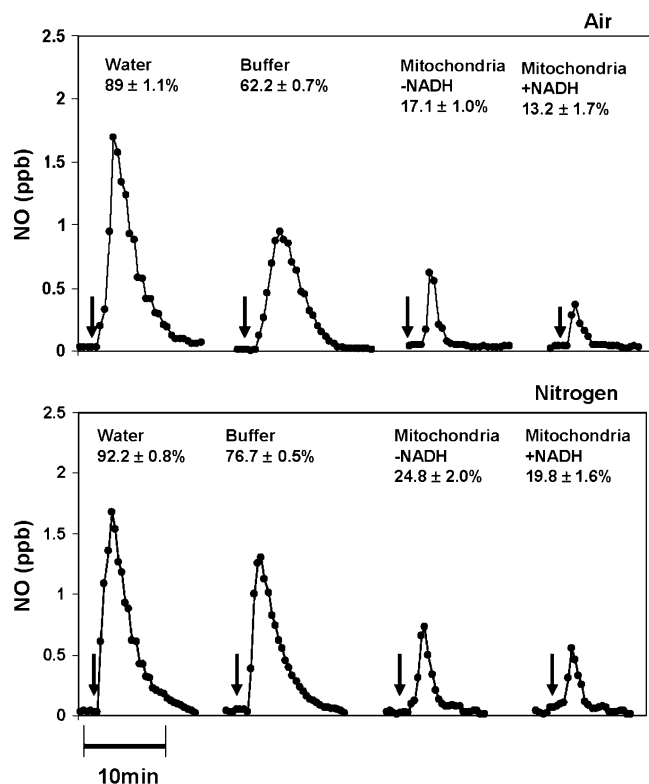 Air
2.5
2
1.5
1
0.5
0
NO (ppb)
Water
89 ± 1.1%
Buffer
62.2 ± 0.7%
Mitochondria
-NADH
17.1 ± 1.0%
Mitochondria
+NADH
13.2 ± 1.7%
Nitrogen
2.5
2
1.5
1
0.5
0
NO (ppb)
Water
92.2 ± 0.8%
Buffer
76.7 ± 0.5%
Mitochondria
-NADH
24.8 ± 2.0%
Mitochondria
+NADH
19.8 ± 1.6%
10min